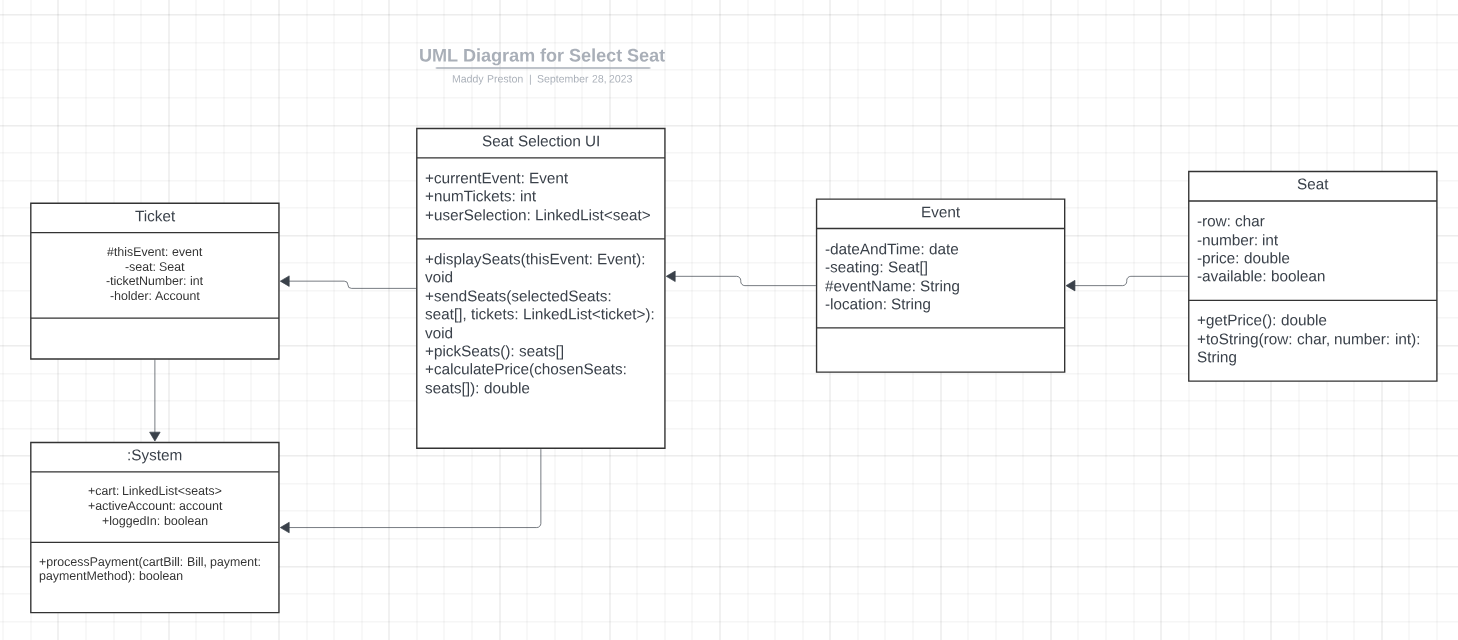 UML Diagram for Select Seat
Maddy Preston | September 28, 2023
Ticket
#thisEvent: event
-seat: Seat
-ticketNumber: int
-holder: Account
:System
+cart: LinkedList<seats>
+activeAccount: account
+loggedIn: boolean
+processPayment(cartBill: Bill, payment:
paymentMethod): boolean
Seat Selection UI
+currentEvent: Event
+numTickets: int
+userSelection: LinkedList<seat>
+displaySeats(thisEvent: Event):
void
+sendSeats(selectedSeats:
seat[], tickets: LinkedList<ticket>):
void
+pickSeats(): seats[]
+calculatePrice(chosenSeats:
seats[]): double
Event
-dateAndTime: date
-seating: Seat[]
#eventName: String
-location: String
Seat
-row: char
-number: int
-price: double
-available: boolean
+getPrice(): double
+toString(row: char, number: int):
String